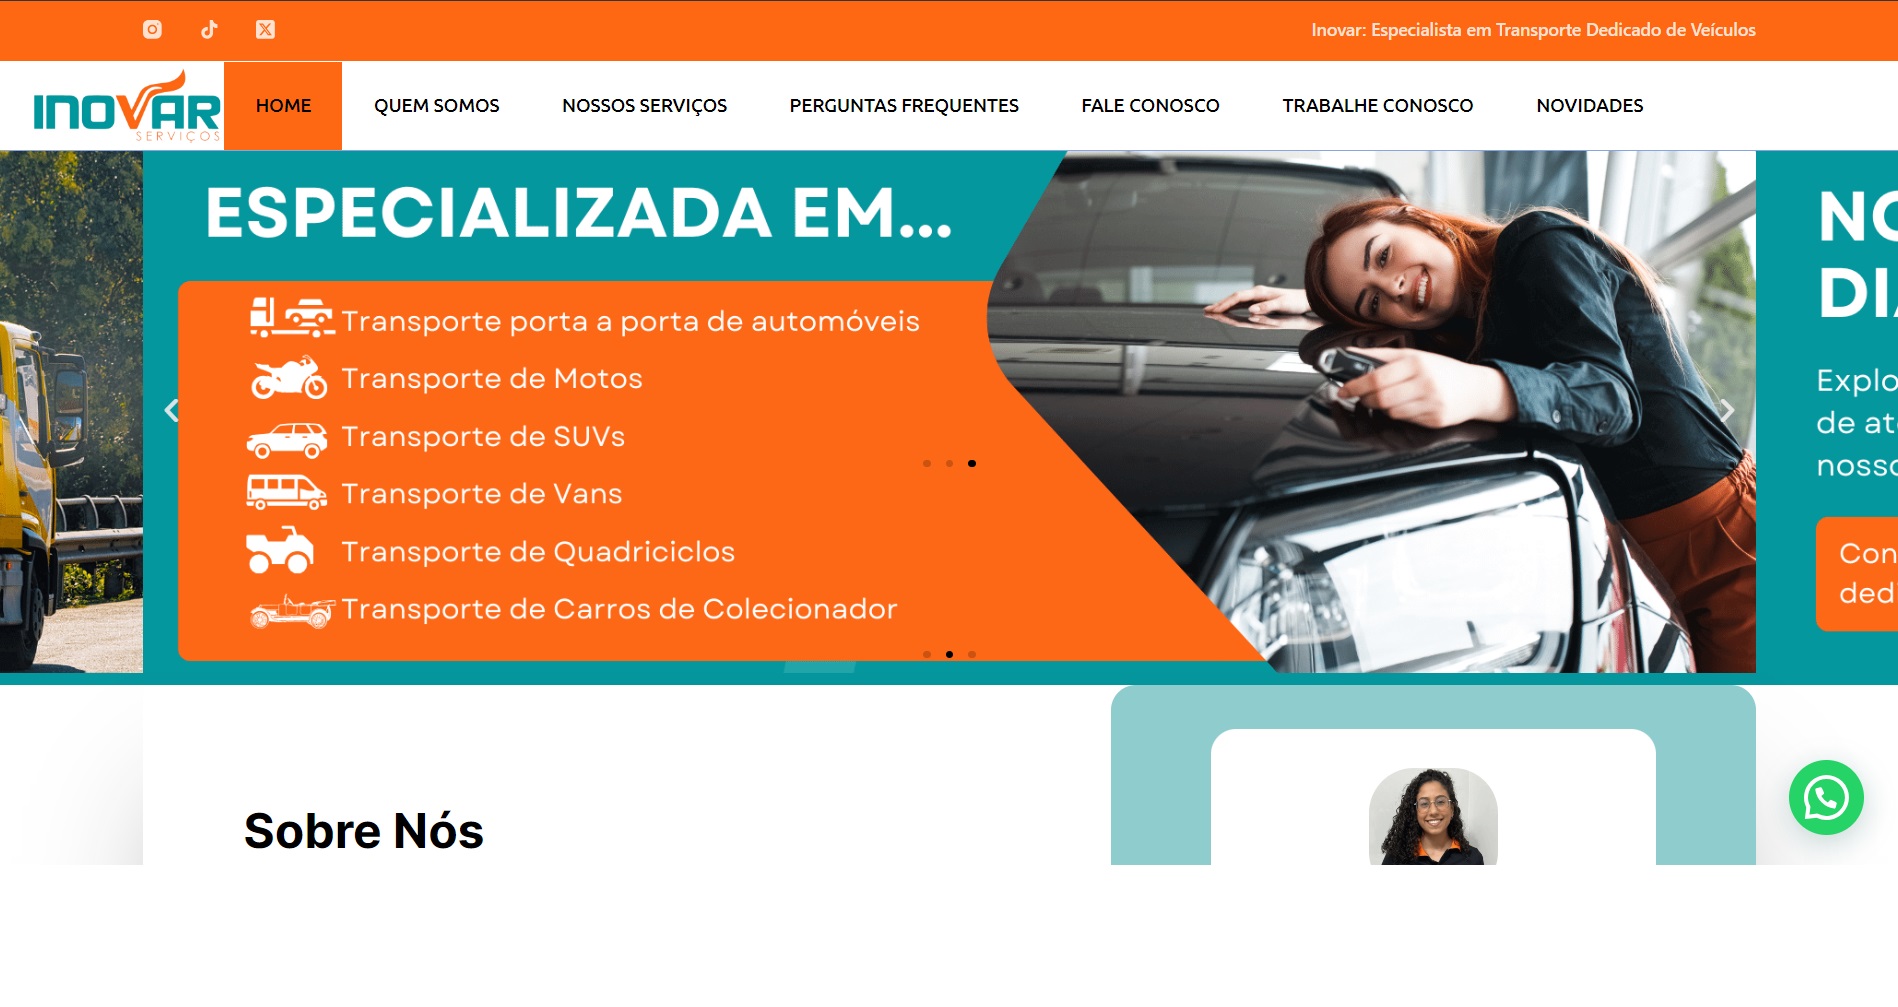 Inovar: Especialista em Transporte Dedicado de Veículos
INOVAR
SERVIÇOS
HOME QUEM SOMOS NOSSOS SERVIÇOS PERGUNTAS FREQUENTES FALE CONOSCO TRABALHE CONOSCO NOVIDADES
ESPECIALIZADA EM...
Transporte porta a porta de automóveis
Transporte de Motos
Transporte de SUVs
Transporte de Vans
Transporte de Quadriciclos
Transporte de Carros de Colecionador
Explo
de at
nosso
Con
ded
Sobre Nós